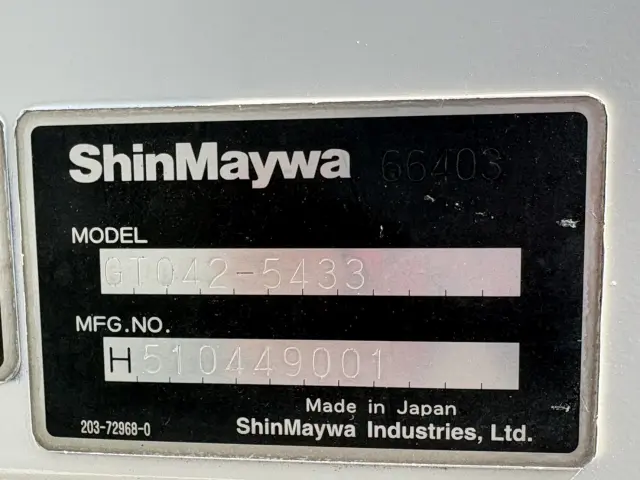 ShinMaywa 66403
MODEL
GT042-5433
MFG.NO.
H510449001
Made in Japan
203-72968-0 ShinMaywa Industries, Ltd.